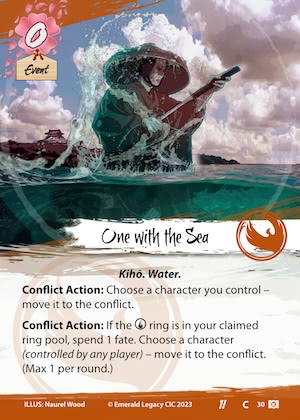 0
Event
One with the Sea
Kihō. Water.
Conflict Action: Choose a character you control –
move it to the conflict.
Conflict Action: If the ring is in your claimed
ring pool, spend 1 fate. Choose a character
(controlled by any player) – move it to the conflict.
(Max 1 per round.)
ILLUS: Naurel Wood © Emerald Legacy CIC 2023 C 30